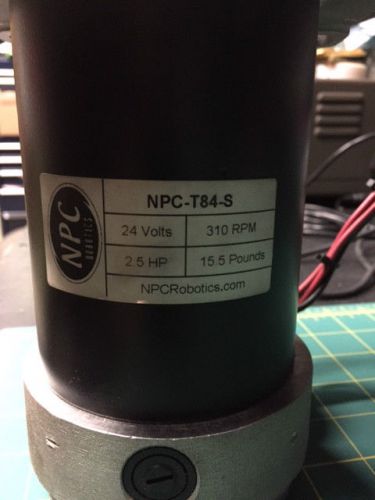 NPC
ROBOTICS
NPC-T84-S
24 Volts
310 RPM
2.5 HP
15.5 Pounds
NPCRobotics.com